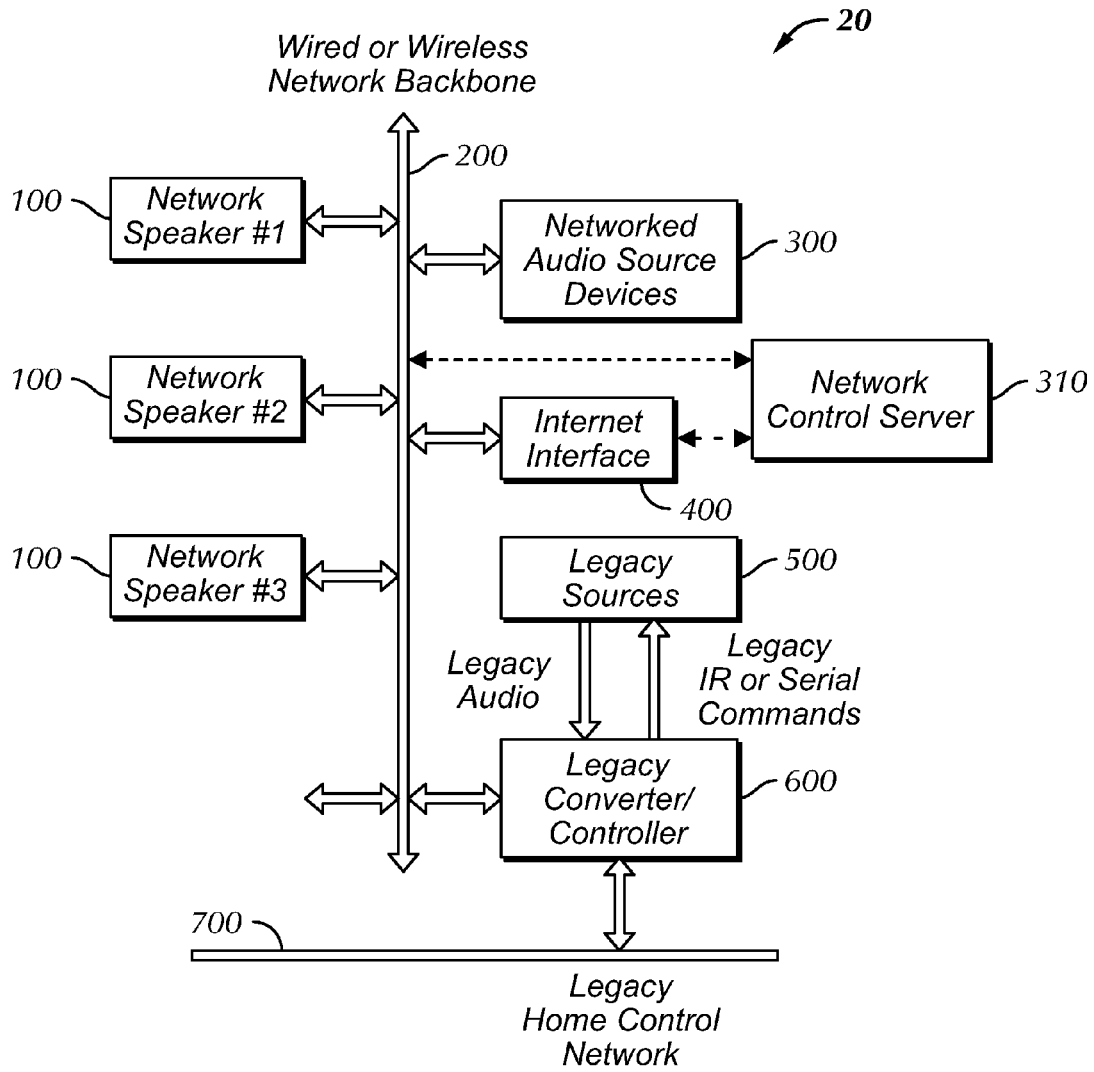 20
Wired or Wireless
Network Backbone
200
100
Network
Speaker #1
Networked
Audio Source
Devices
300
100
Network
Speaker #2
Network
Control Server
310
Internet
Interface
400
100
Network
Speaker #3
Legacy
Sources
500
Legacy
Audio
Legacy
IR or Serial
Commands
Legacy
Converter/
Controller
600
700
Legacy
Home Control
Network